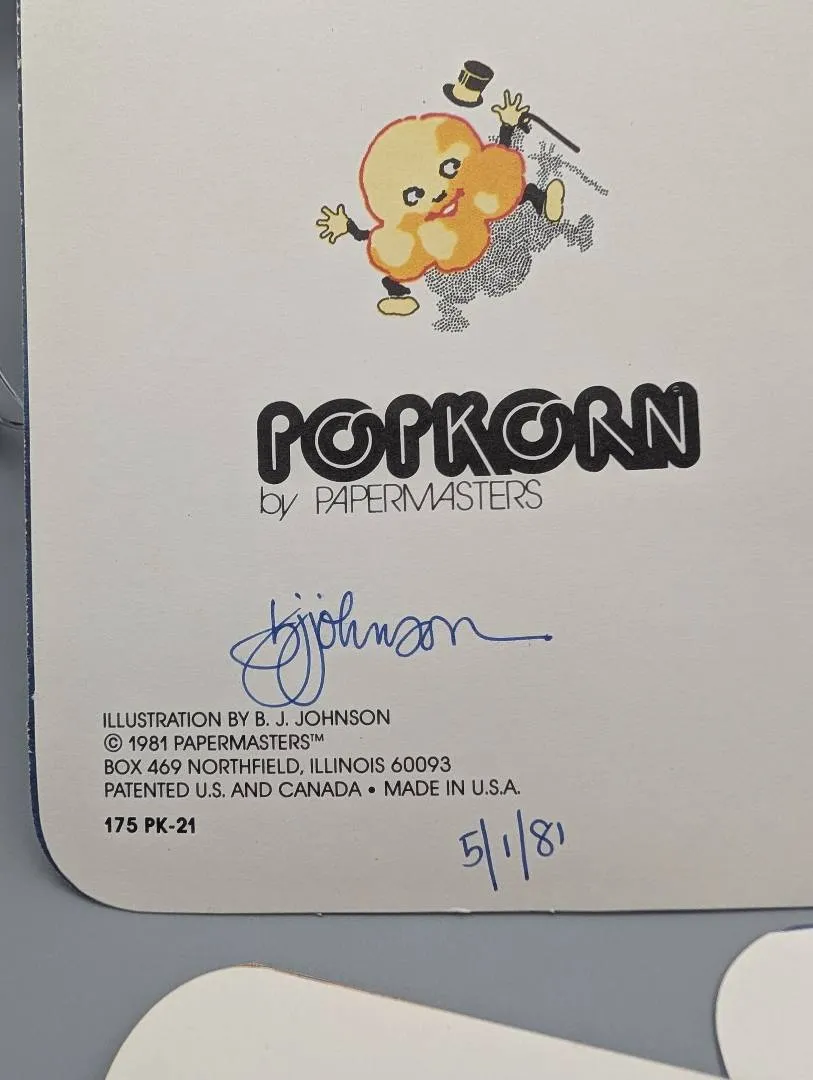 POPKORN
by PAPERMASTERS
bjjohnson
ILLUSTRATION BY B. J. JOHNSON
© 1981 PAPERMASTERS™
BOX 469 NORTHFIELD, ILLINOIS 60093
PATENTED U.S. AND CANADA • MADE IN U.S.A.
175 PK-21
5/1/81